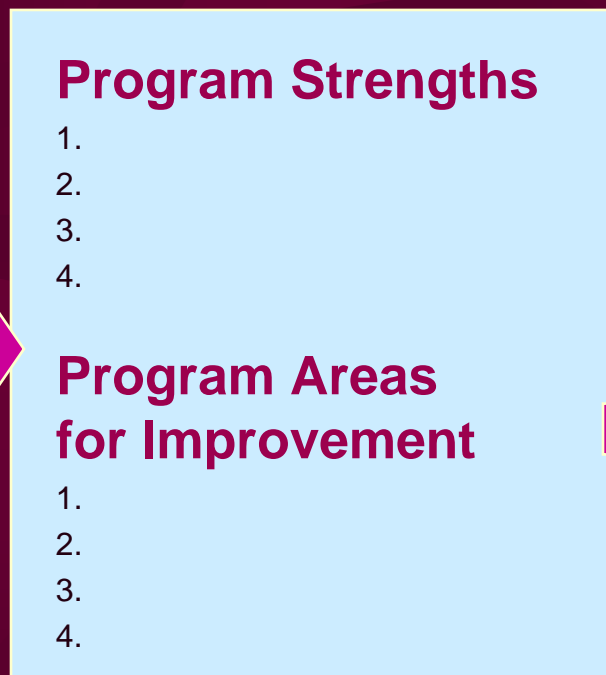 Program Strengths
1.
2.
3.
4.
Program Areas
for Improvement
1.
2.
3.
4.